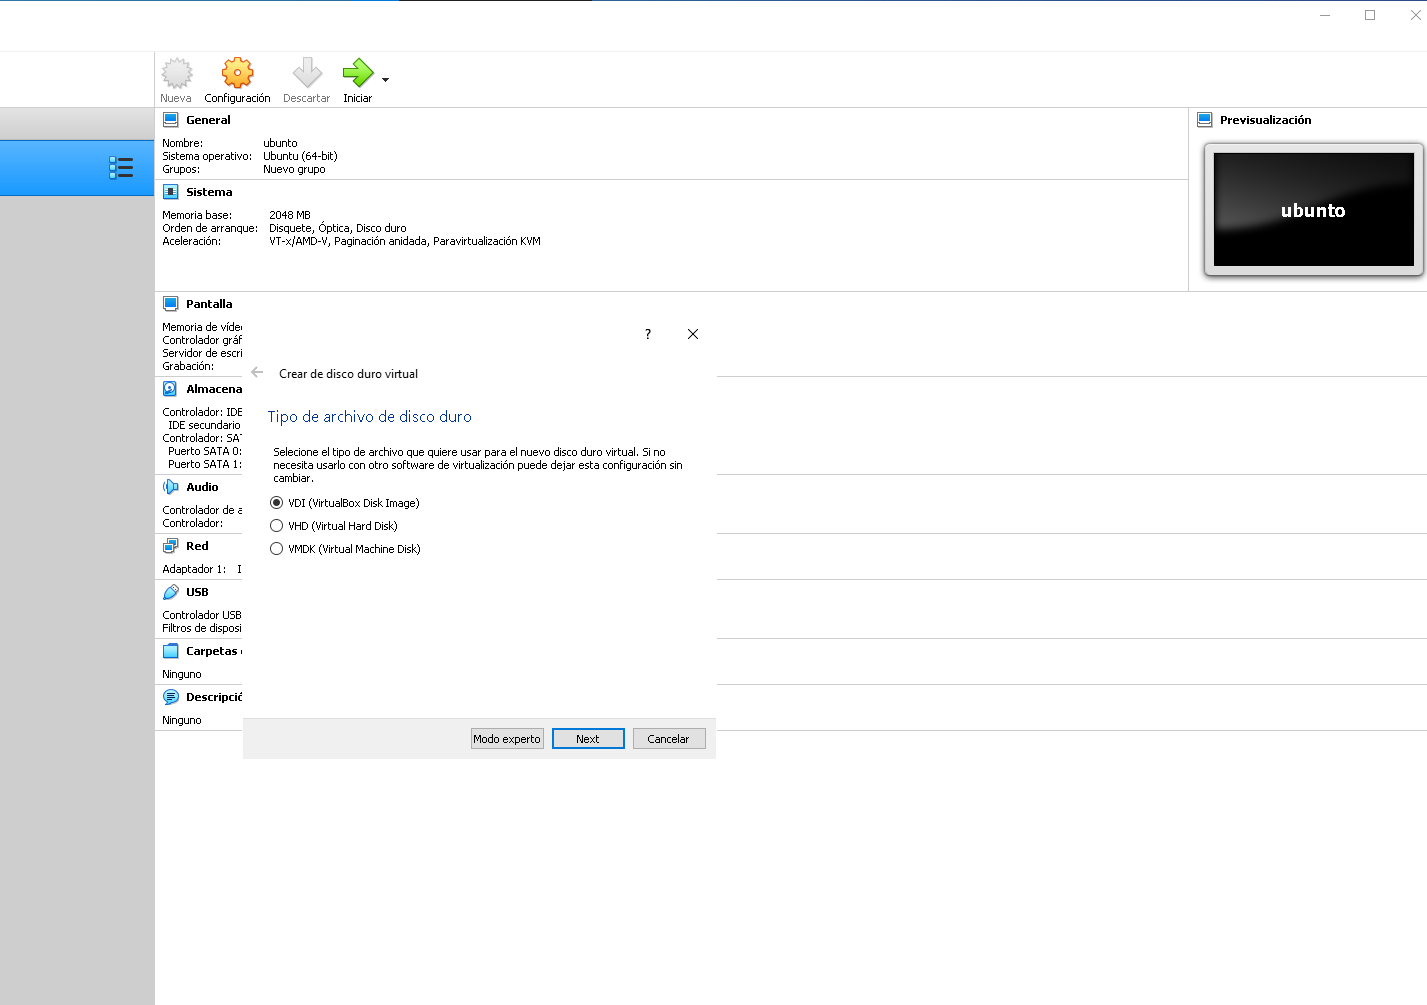 Nueva Configuración Descartar Iniciar
General
Nombre: ubunto
Sistema operativo: Ubuntu (64-bit)
Grupos: Nuevo grupo
Previsualización
ubunto
Sistema
Memoria base: 2048 MB
Orden de arranque: Disquete, Óptica, Disco duro
Aceleración: VT-x/AMD-V, Paginación anidada, Paravirtualización KVM
Pantalla
Memoria de víde
Controlador gráf
Servidor de escri
Grabación:
Almacena
Controlador: IDE
IDE secundario
Controlador: SAT
Puerto SATA 0:
Puerto SATA 1:
Audio
Controlador de a
Controlador:
Red
Adaptador 1: I
USB
Controlador USB
Filtros de disposi
Carpetas
Ninguno
Descripció
Ninguno
?
Crear de disco duro virtual
Tipo de archivo de disco duro
Selecione el tipo de archivo que quiere usar para el nuevo disco duro virtual. Si no
necesita usarlo con otro software de virtualización puede dejar esta configuración sin
cambiar.
VDI (VirtualBox Disk Image)
VHD (Virtual Hard Disk)
VMDK (Virtual Machine Disk)
Modo experto Next Cancelar